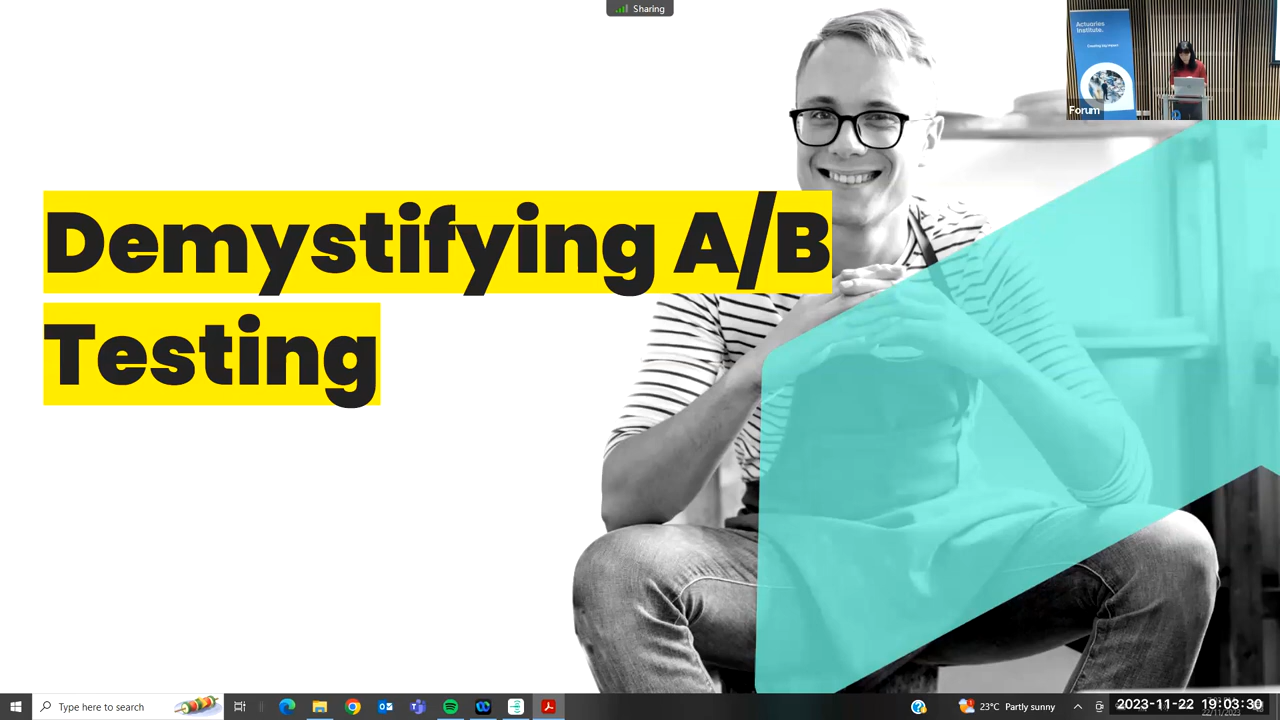 Sharing
Actuaries
Institute.
Forum
Demystifying A/B
Testing
Type here to search
23°C Partly sunny
2023-11-22 19:03:30